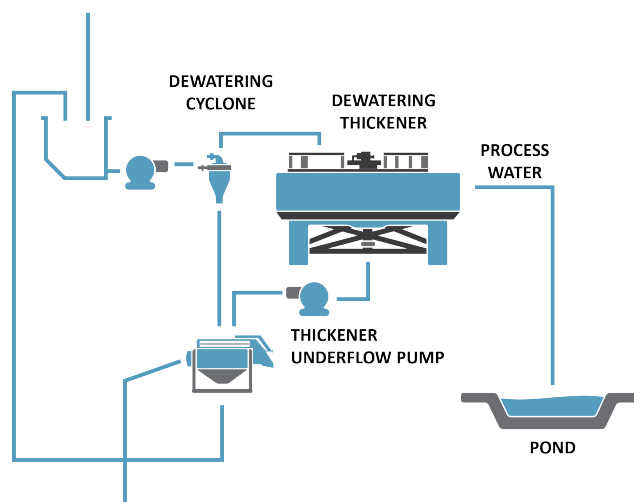 DEWATERING
CYCLONE
DEWATERING
THICKENER
PROCESS
WATER
THICKENER
UNDERFLOW PUMP
POND